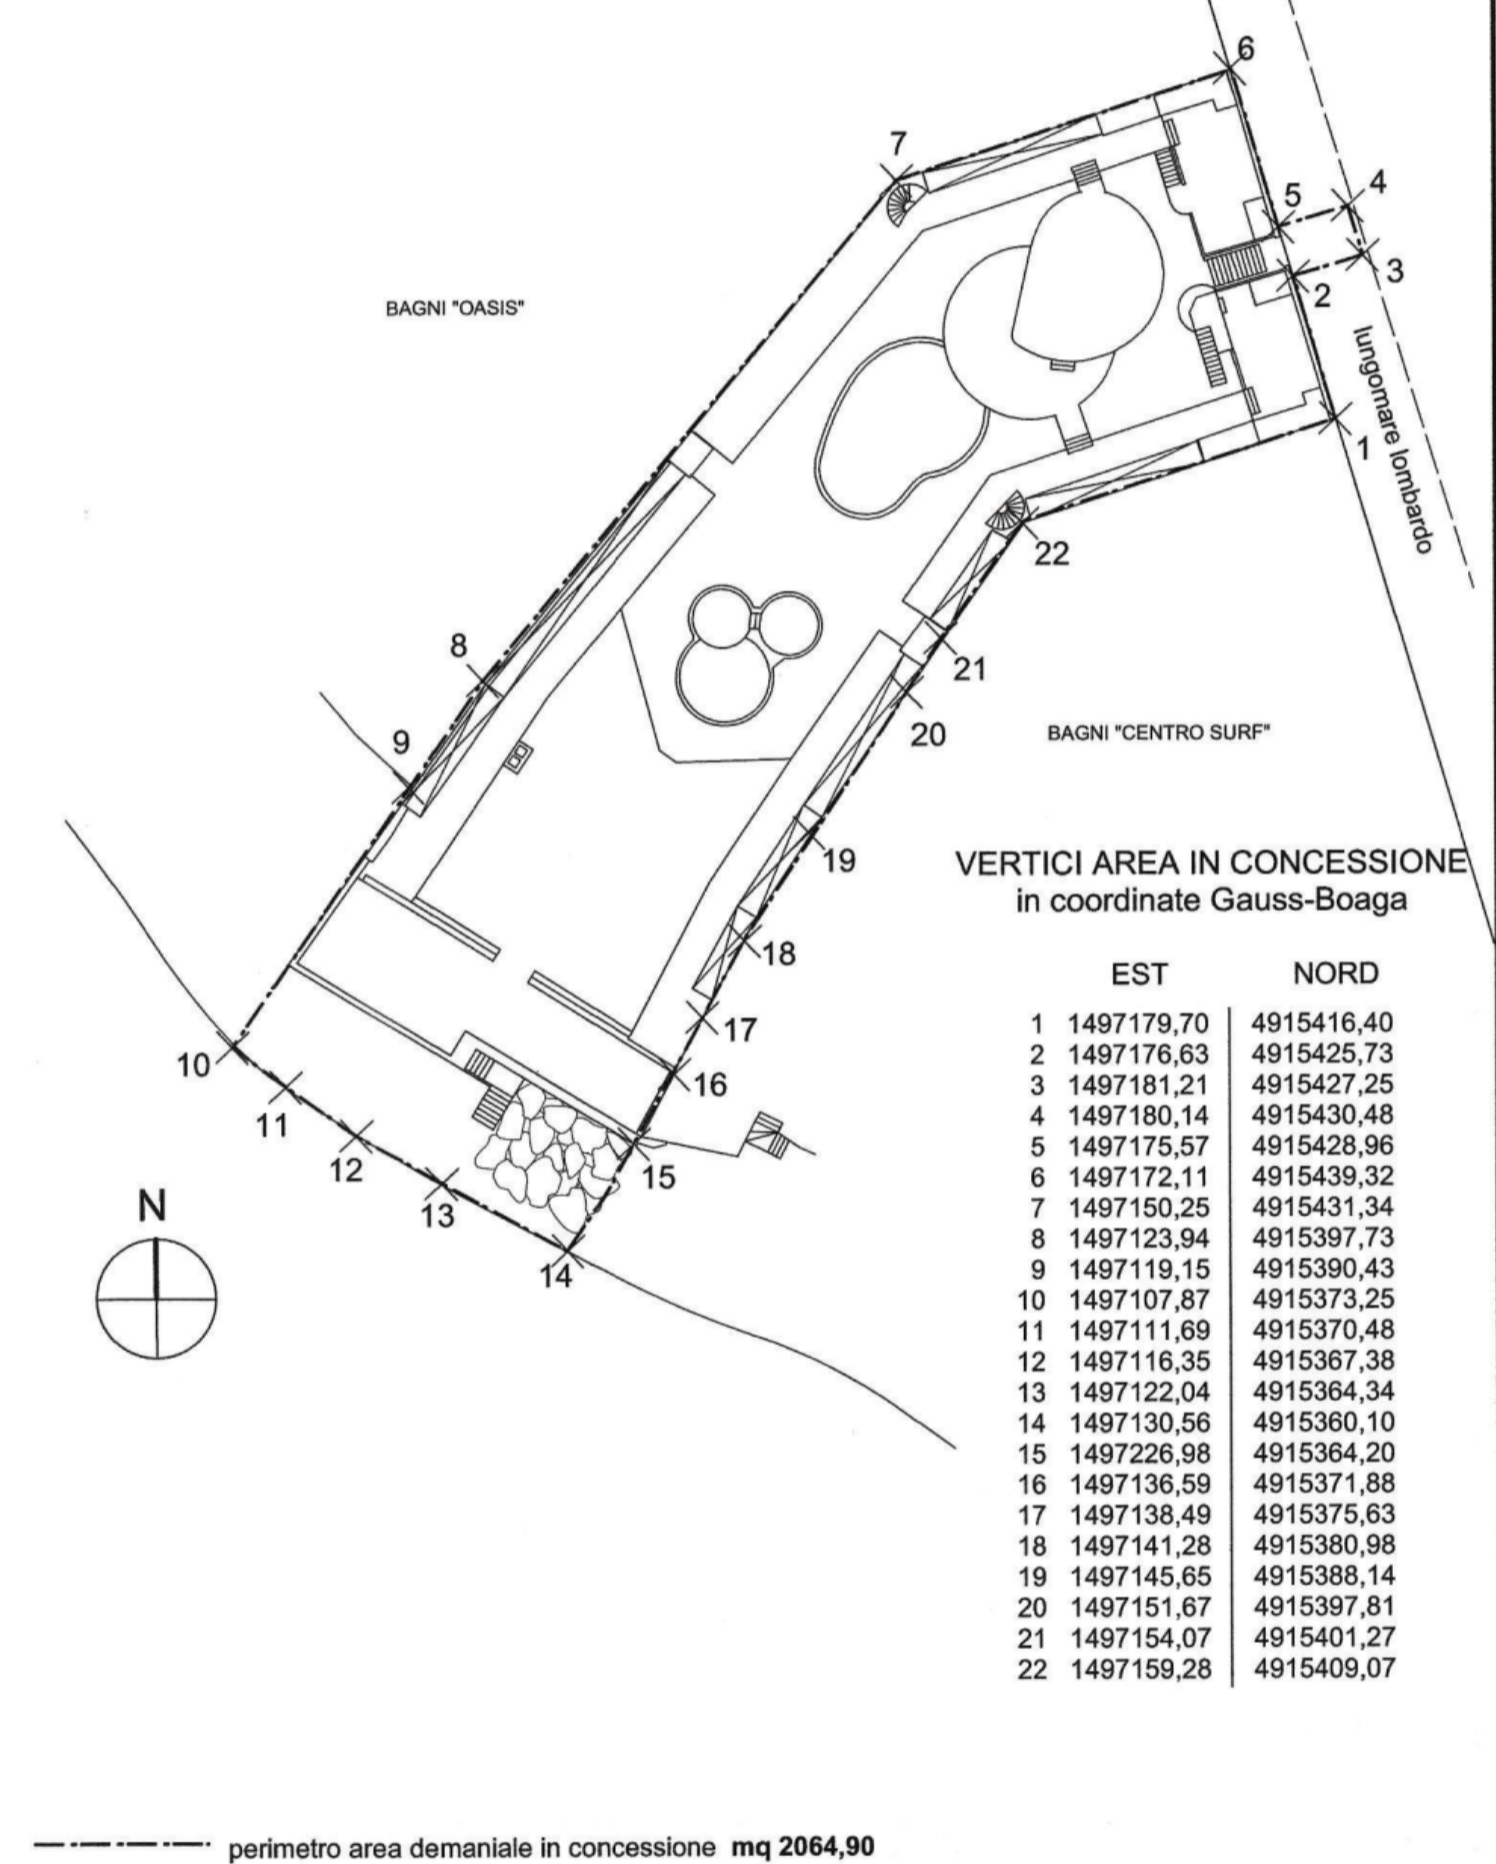 6
7
4
5
3
2
BAGNI "OASIS"
lungomare lombardo
1
22
8
21
20
BAGNI "CENTRO SURF"
9
19
18
17
10
16
11
12
15
13
14
N
VERTICI AREA IN CONCESSIONE
in coordinate Gauss-Boaga
EST NORD
1 1497179,70 4915416,40
2 1497176,63 4915425,73
3 1497181,21 4915427,25
4 1497180,14 4915430,48
5 1497175,57 4915428,96
6 1497172,11 4915439,32
7 1497150,25 4915431,34
8 1497123,94 4915397,73
9 1497119,15 4915390,43
10 1497107,87 4915373,25
11 1497111,69 4915370,48
12 1497116,35 4915367,38
13 1497122,04 4915364,34
14 1497130,56 4915360,10
15 1497226,98 4915364,20
16 1497136,59 4915371,88
17 1497138,49 4915375,63
18 1497141,28 4915380,98
19 1497145,65 4915388,14
20 1497151,67 4915397,81
21 1497154,07 4915401,27
22 1497159,28 4915409,07
perimetro area demaniale in concessione mq 2064,90